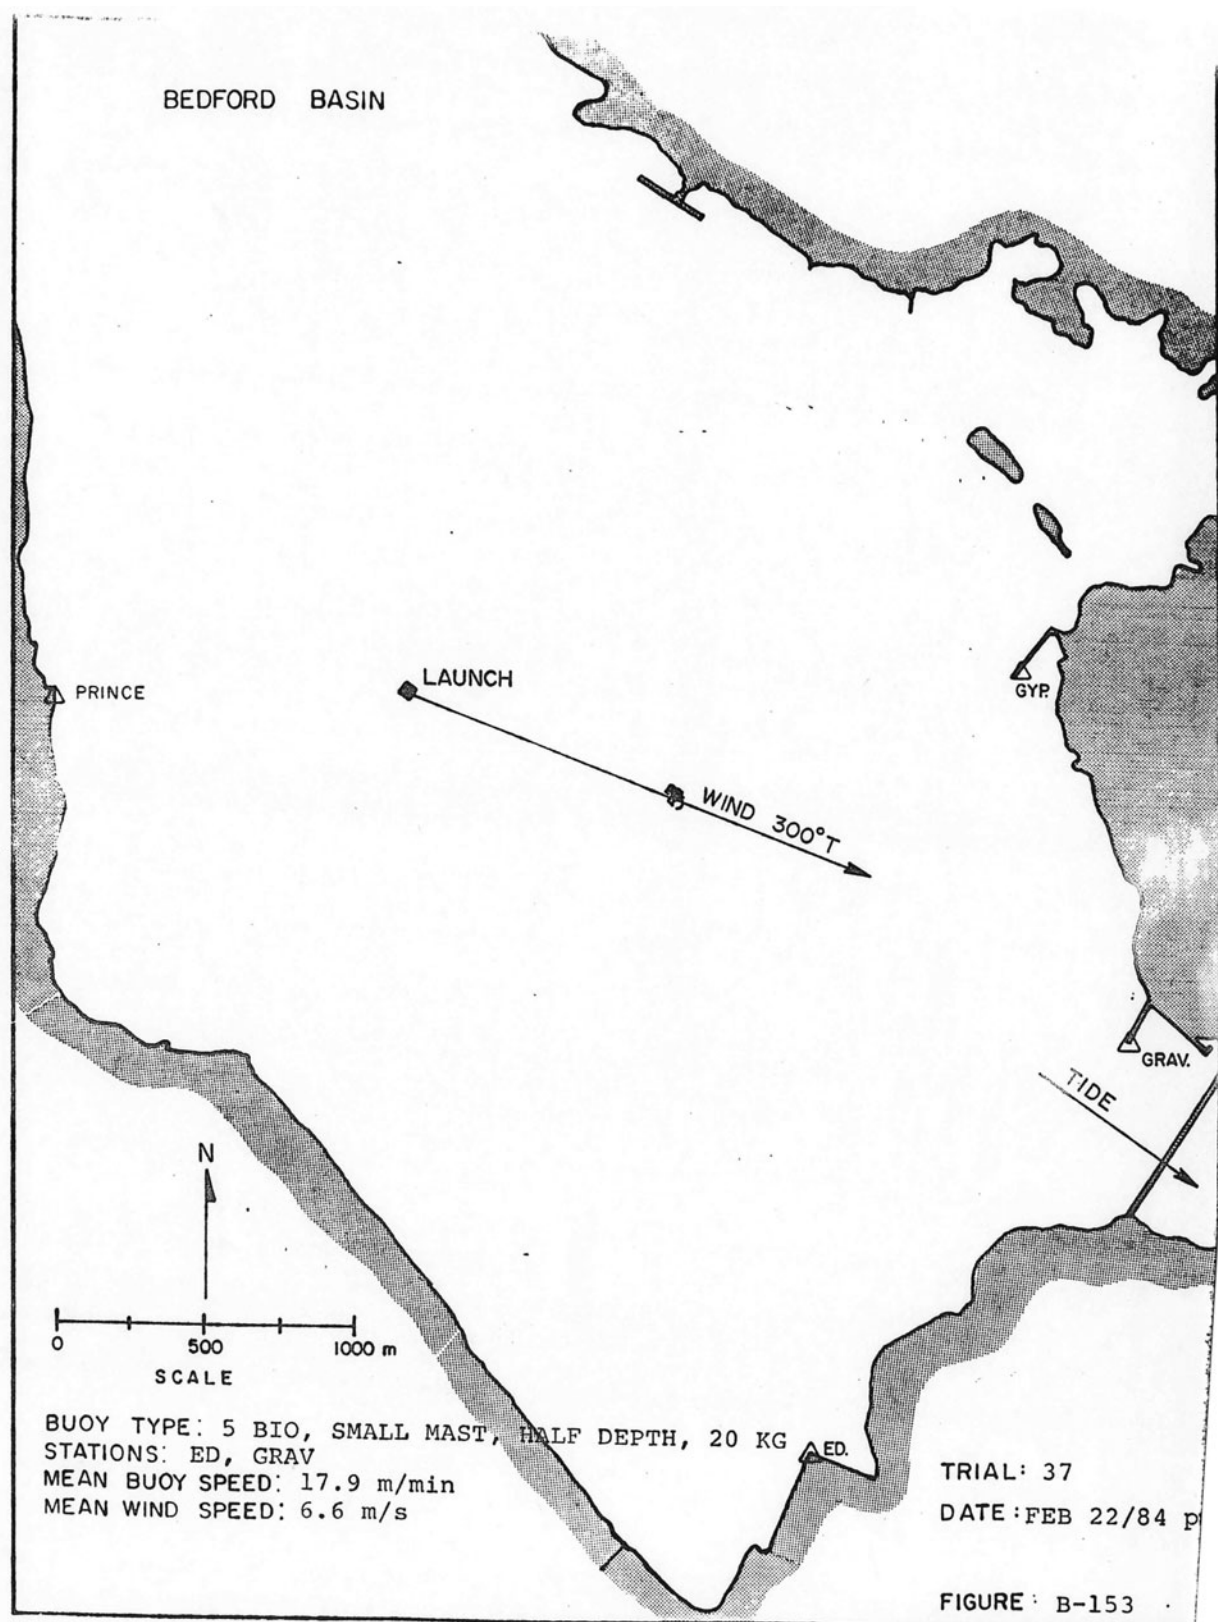 BEDFORD BASIN
LAUNCH
PRINCE
GYP.
WIND 300°T
GRAV.
TIDE
N
0 500 1000 m
SCALE
ED.
BUOY TYPE: 5 BIO, SMALL MAST, HALF DEPTH, 20 KG
STATIONS: ED, GRAV
MEAN BUOY SPEED: 17.9 m/min
MEAN WIND SPEED: 6.6 m/s
TRIAL: 37
DATE: FEB 22/84 p
FIGURE: B-153